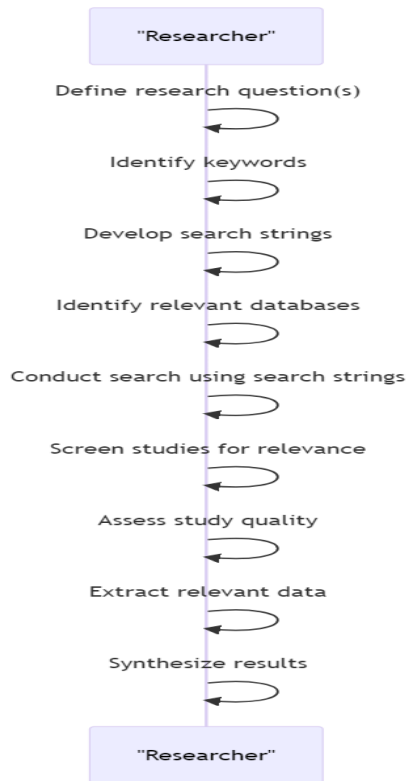 "Researcher"
Define research question(s)
Identify keywords
Develop search strings
Identify relevant databases
Conduct search using search strings
Screen studies for relevance
Assess study quality
Extract relevant data
Synthesize results
"Researcher"